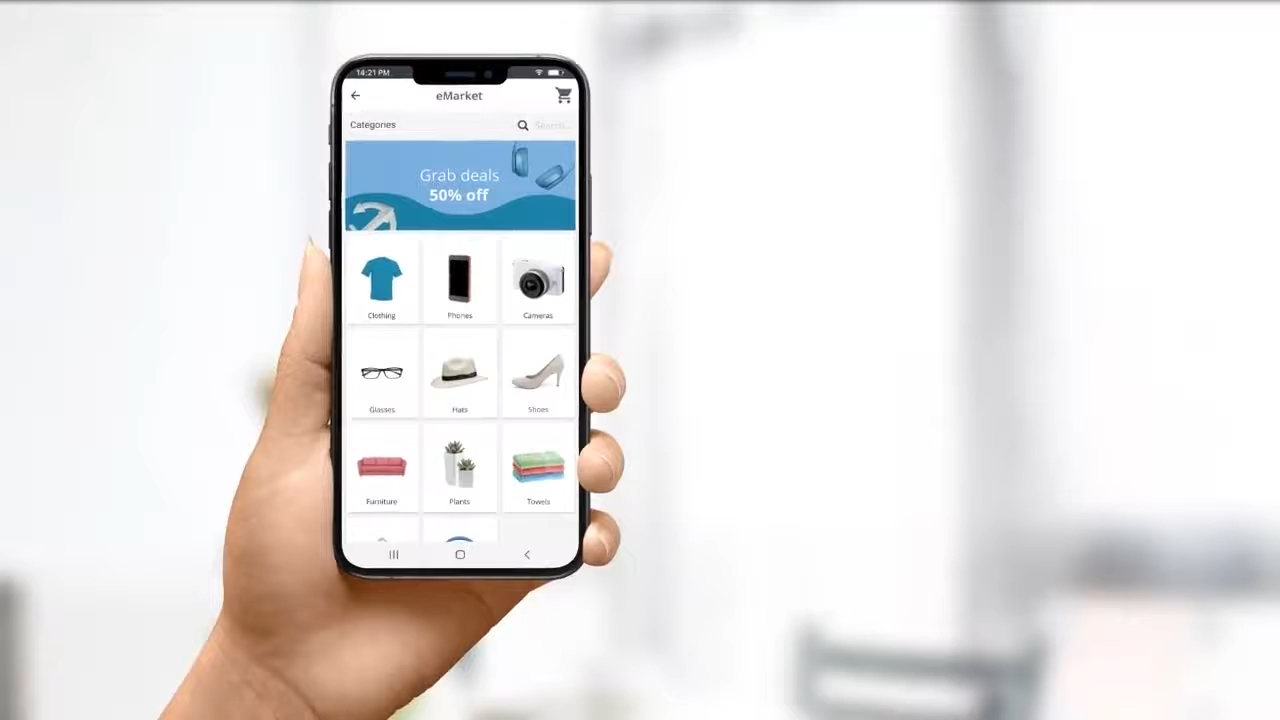 14:21 PM
eMarket
Categories
Search...
Grab deals
50% off
Clothing
Phones
Cameras
Glasses
Hats
Shoes
Furniture
Plants
Towels